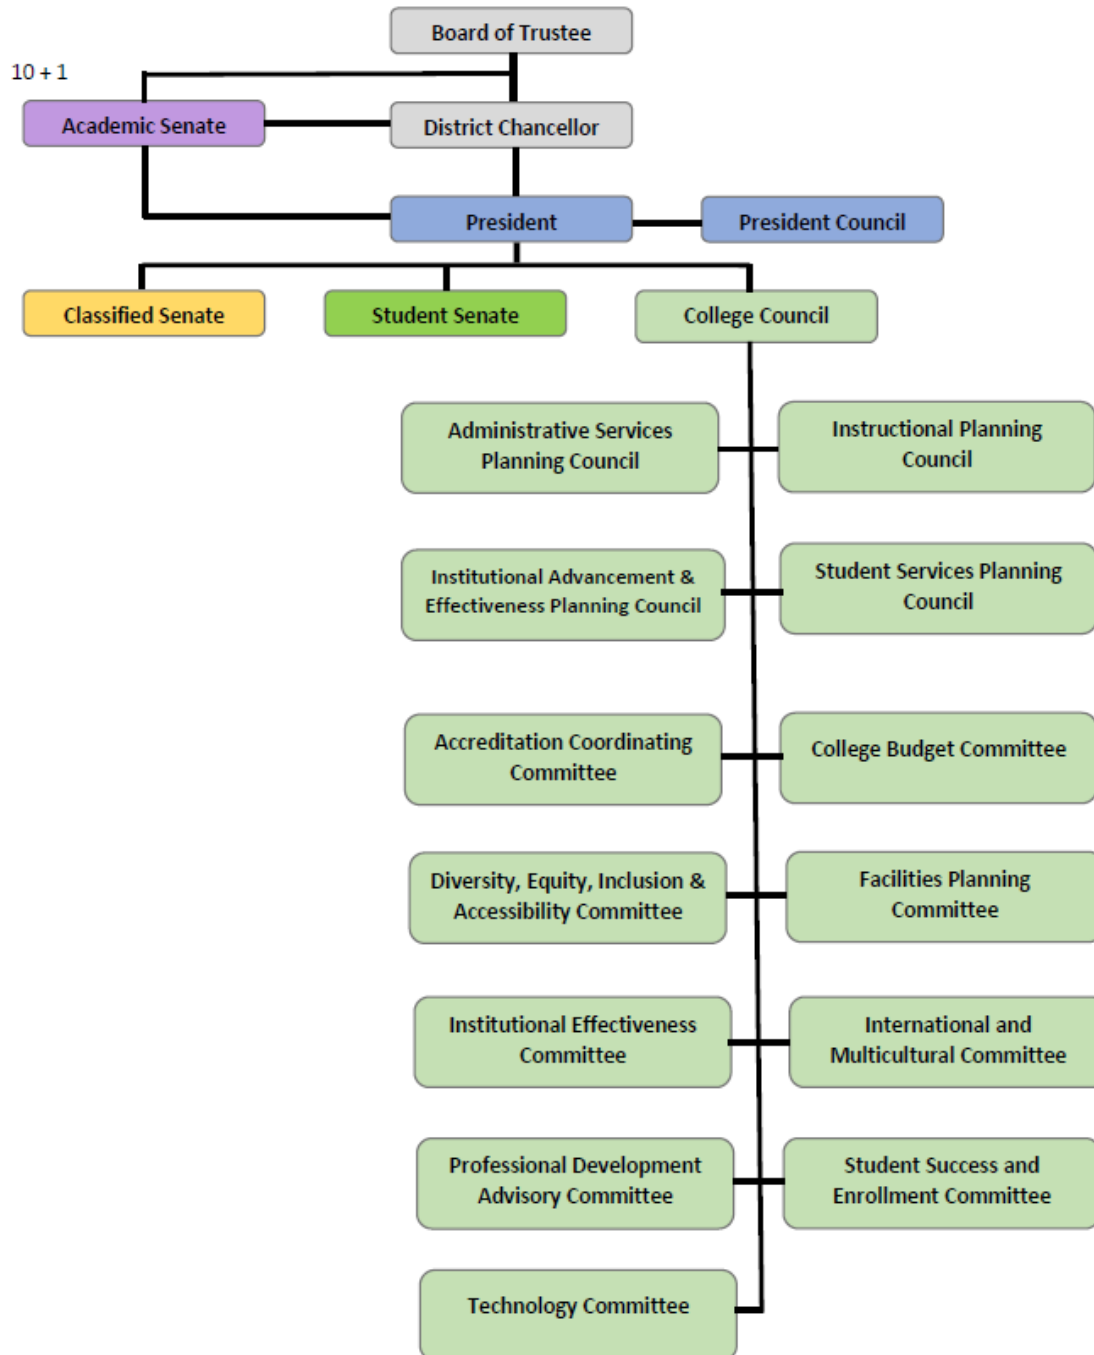 Board of Trustee
10 + 1
Academic Senate
District Chancellor
President
President Council
Classified Senate
Student Senate
College Council
Administrative Services
Planning Council
Instructional Planning
Council
Institutional Advancement &
Effectiveness Planning Council
Student Services Planning
Council
Accreditation Coordinating
Committee
College Budget Committee
Diversity, Equity, Inclusion &
Accessibility Committee
Facilities Planning
Committee
Institutional Effectiveness
Committee
International and
Multicultural Committee
Professional Development
Advisory Committee
Student Success and
Enrollment Committee
Technology Committee